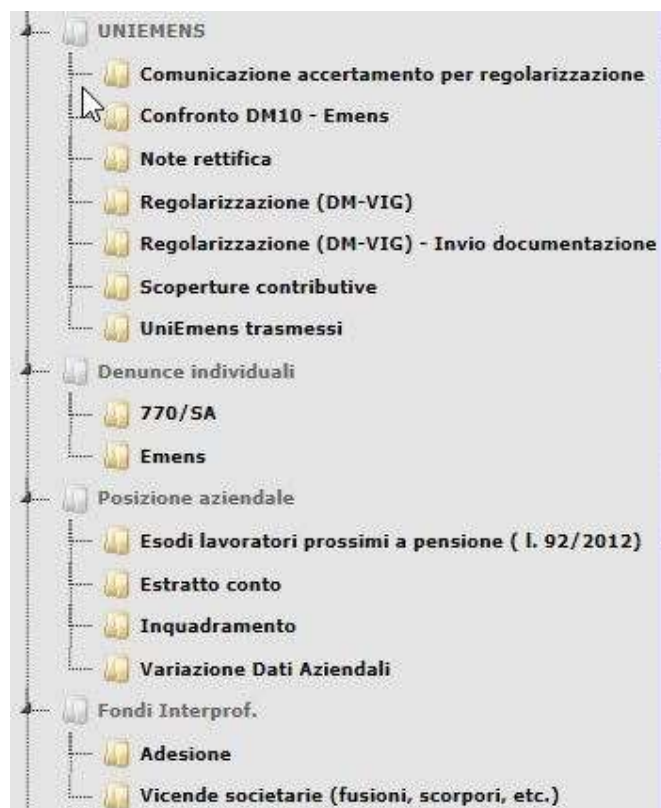 UNIEMENS
Comunicazione accertamento per regolarizzazione
Confronto DM10 - Emens
Note rettifica
Regolarizzazione (DM-VIG)
Regolarizzazione (DM-VIG) - Invio documentazione
Scoperture contributive
UniEmens trasmessi
Denunce individuali
770/SA
Emens
Posizione aziendale
Esodi lavoratori prossimi a pensione ( l. 92/2012)
Estratto conto
Inquadramento
Variazione Dati Aziendali
Fondi Interprof.
Adesione
Vicende societarie (fusioni, scorpori, etc.)